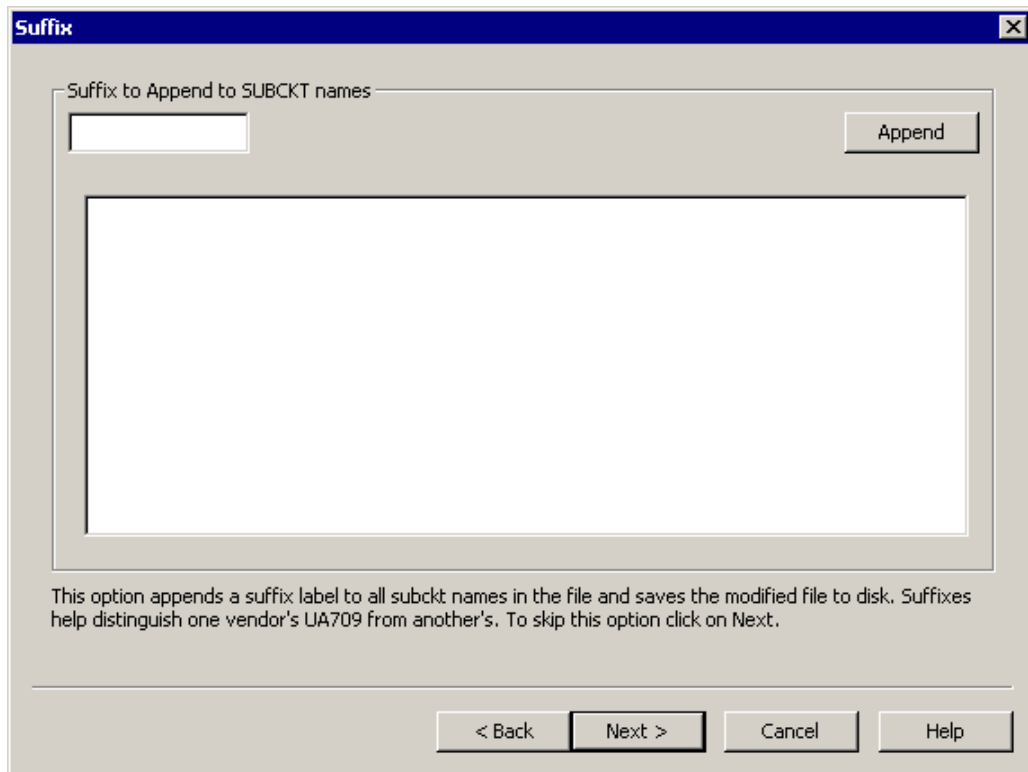 Suffix
Suffix to Append to SUBCKT names
Append
This option appends a suffix label to all subckt names in the file and saves the modified file to disk. Suffixes
help distinguish one vendor's UA709 from another's. To skip this option click on Next.
< Back Next > Cancel Help